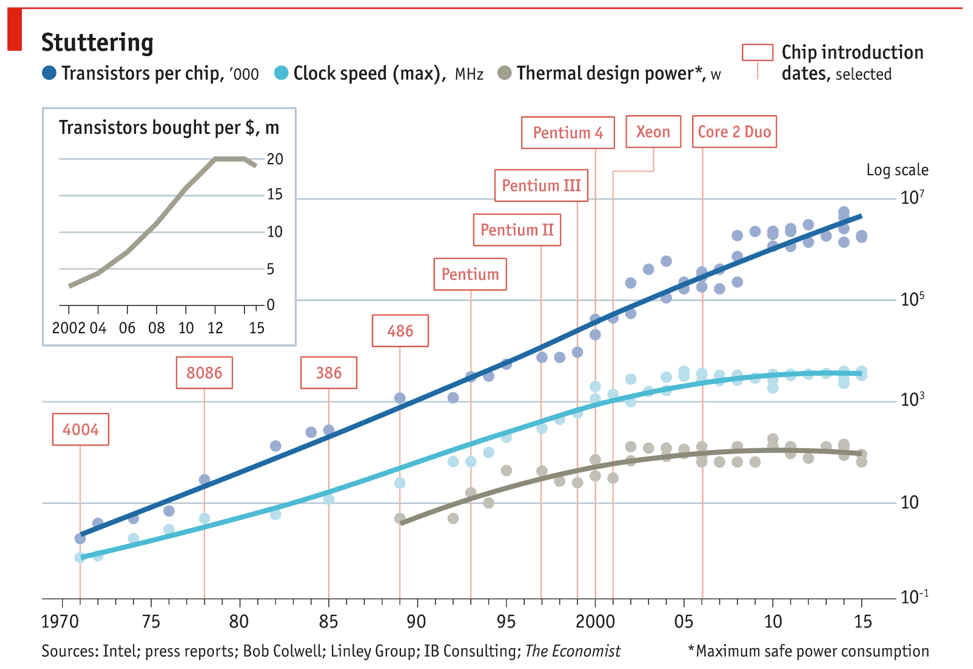 Stuttering
Transistors per chip, ’000
Clock speed (max), MHz
Thermal design power*, w
Chip introduction
dates, selected
Transistors bought per $, m
20
15
10
5
0
2002 04 06 08 10 12 15
Log scale
10⁷
10⁵
10³
10
10⁻¹
4004
8086
386
486
Pentium
Pentium II
Pentium III
Pentium 4
Xeon
Core 2 Duo
1970 75 80 85 90 95 2000 05 10 15
Sources: Intel; press reports; Bob Colwell; Linley Group; IB Consulting; The Economist
*Maximum safe power consumption